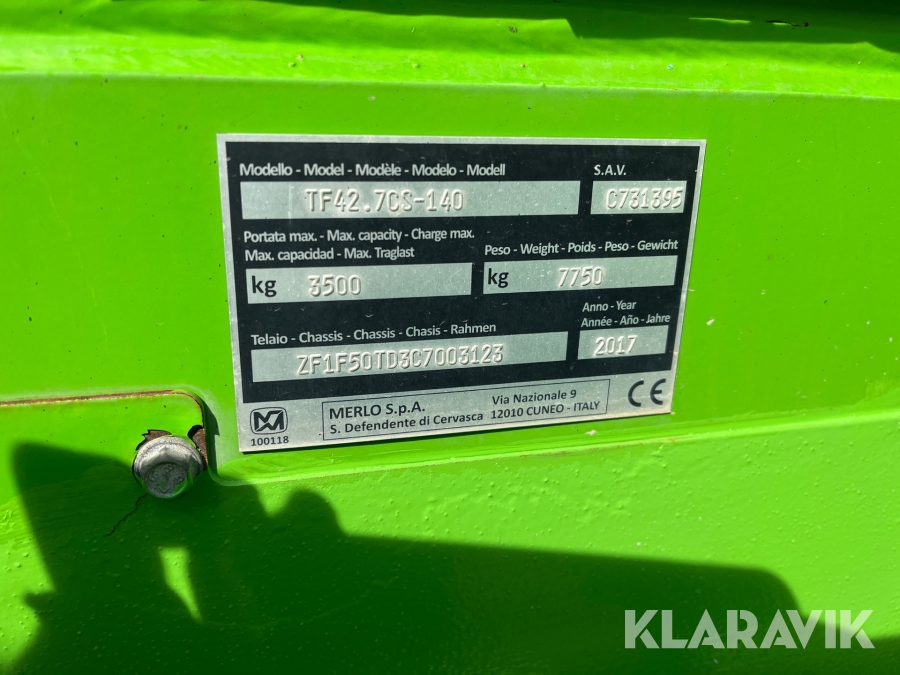 Modello - Model - Modèle - Modelo - Modell
S.A.V.
TF42.7CS-140
C731395
Portata max. - Max. capacity - Charge max.
Max. capacidad - Max. Traglast
Peso - Weight - Poids - Peso - Gewicht
kg 3500
kg 7750
Anno - Year
Année - Año - Jahre
Telaio - Chassis - Chassis - Chasis - Rahmen
ZF1F50TD3C7003123
2017
MERLO S.p.A.
S. Defendente di Cervasca
Via Nazionale 9
12010 CUNEO - ITALY
CE
100118
KLARAVIK